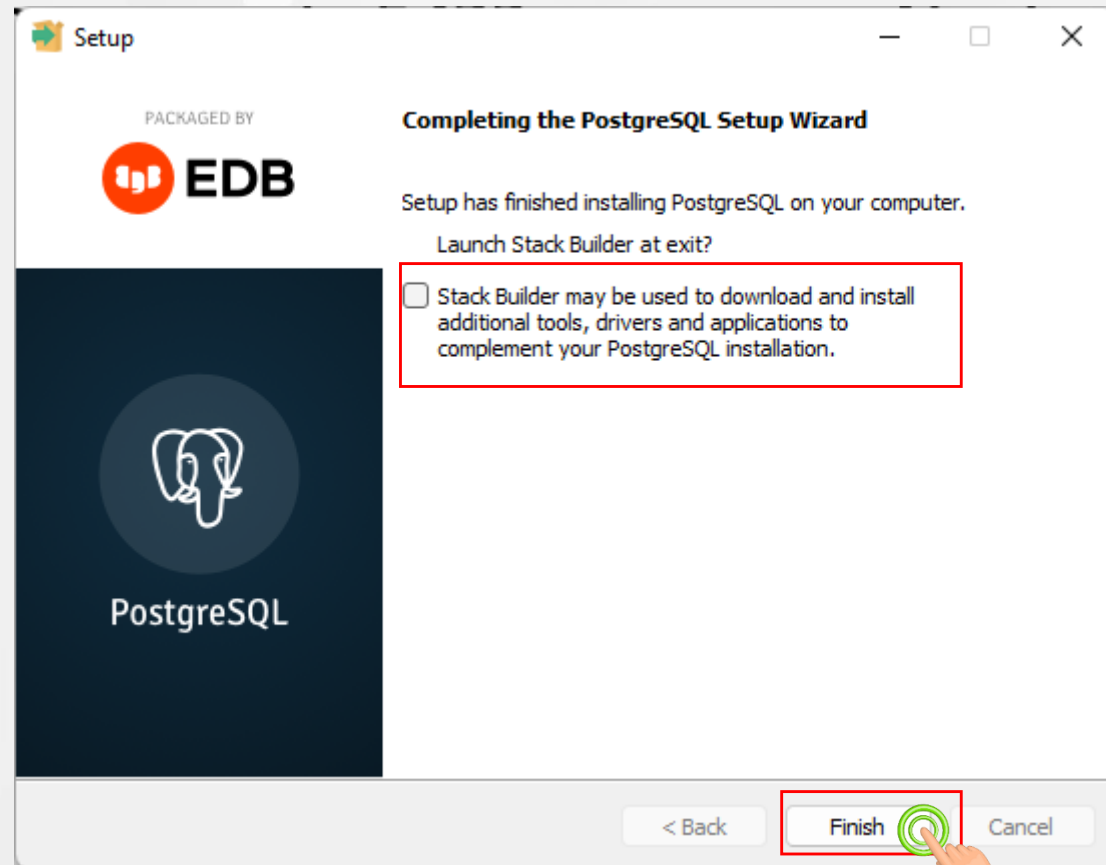 Setup
PACKAGED BY
EDB
Completing the PostgreSQL Setup Wizard
Setup has finished installing PostgreSQL on your computer.
Launch Stack Builder at exit?
Stack Builder may be used to download and install
additional tools, drivers and applications to
complement your PostgreSQL installation.
PostgreSQL
< Back
Finish
Cancel